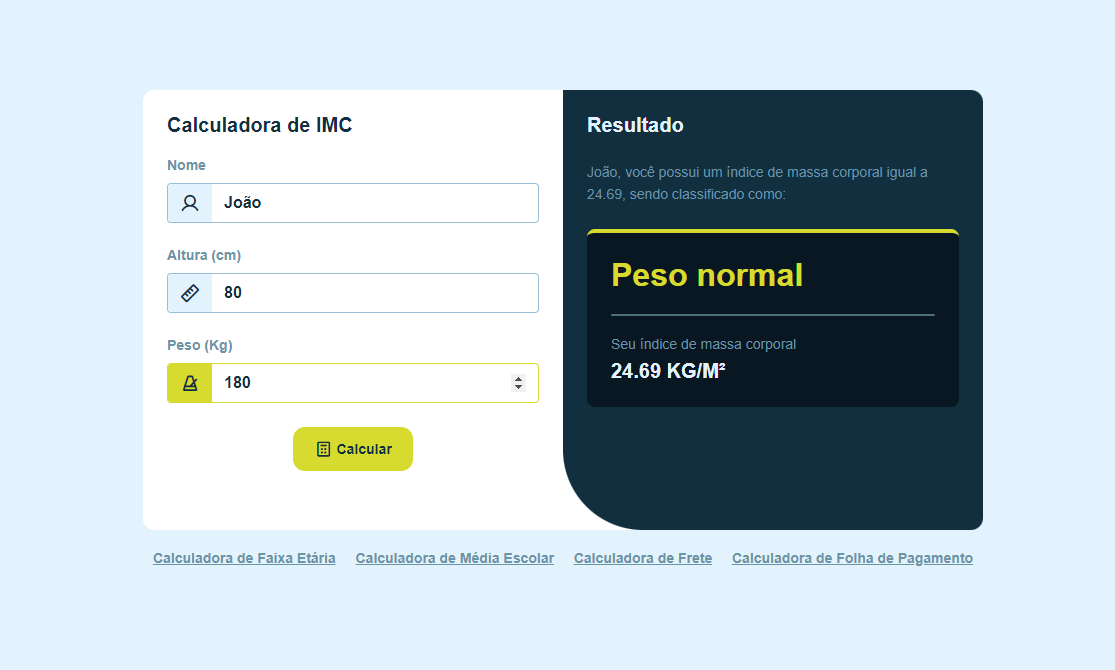 Calculadora de IMC
Nome
João
Altura (cm)
80
Peso (Kg)
180
Calcular
Resultado
João, você possui um índice de massa corporal igual a
24.69, sendo classificado como:
Peso normal
Seu índice de massa corporal
24.69 KG/M²
Calculadora de Faixa Etária Calculadora de Média Escolar Calculadora de Frete Calculadora de Folha de Pagamento